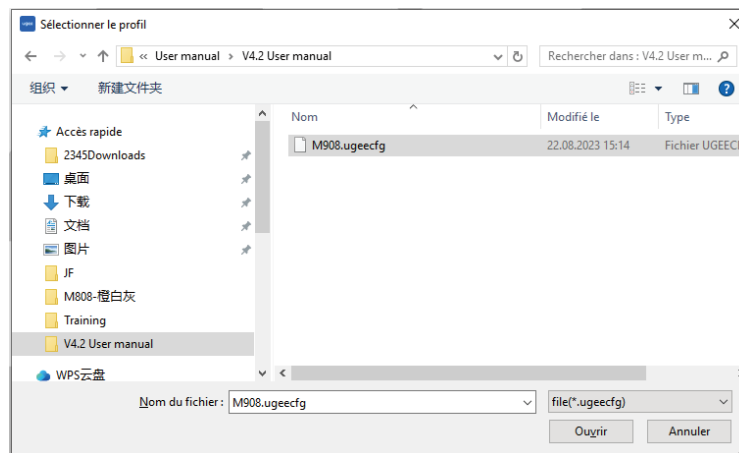 Sélectionner le profil
« User manual › V4.2 User manual
Rechercher dans : V4.2 User m...
组织 新建文件夹
Nom Modifié le Type
Accès rapide
M908.ugeecfg 22.08.2023 15:14 Fichier UGEEC
2345Downloads
桌面
下载
文档
图片
JF
M808-橙白灰
Training
V4.2 User manual
WPS云盘
Nom du fichier : M908.ugeecfg file(*.ugeecfg)
Ouvrir Annuler